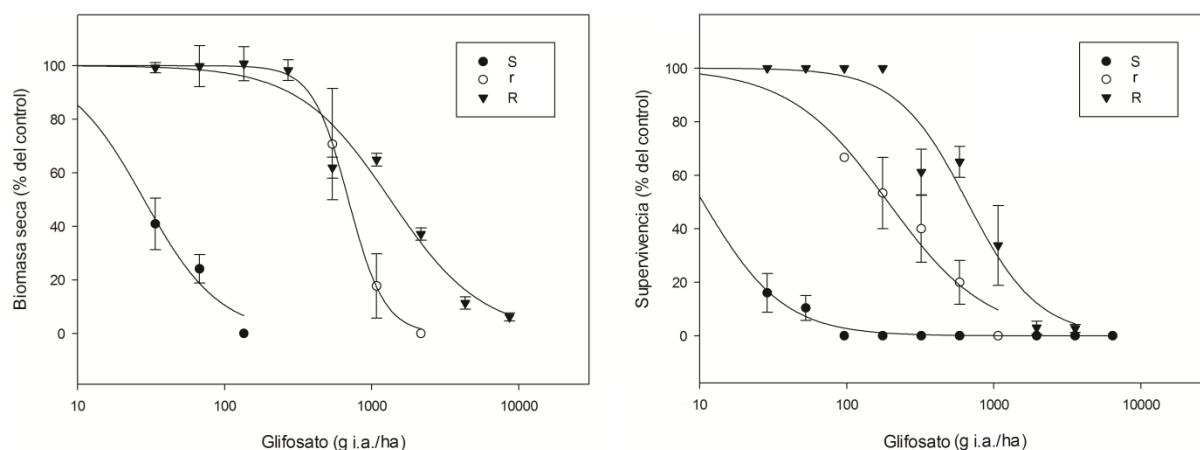 Biomasa seca (% del control)
100
80
60
40
20
0
10
100
1000
10000
Glifosato (g i.a./ha)
S
r
R
Supervivencia (% del control)
100
80
60
40
20
0
10
100
1000
10000
Glifosato (g i.a./ha)
S
r
R